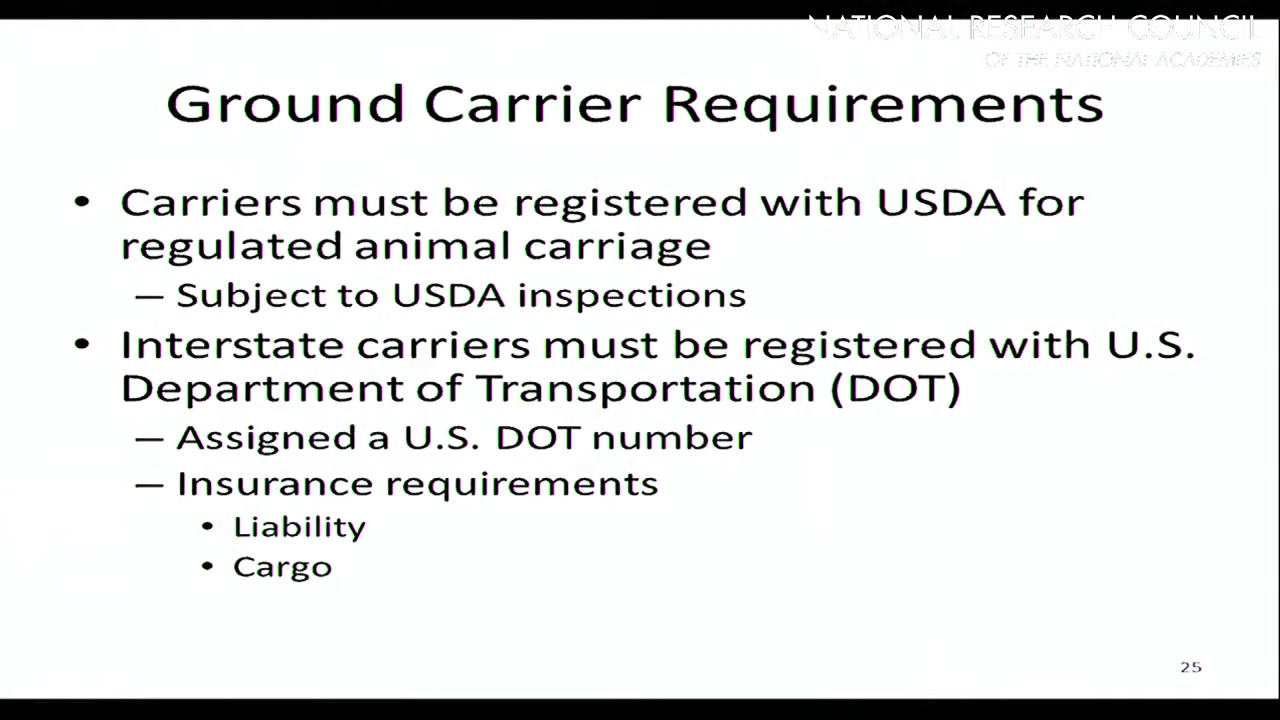 NATIONAL RESEARCH COUNCIL
OF THE NATIONAL ACADEMIES
Ground Carrier Requirements
• Carriers must be registered with USDA for
regulated animal carriage
– Subject to USDA inspections
• Interstate carriers must be registered with U.S.
Department of Transportation (DOT)
– Assigned a U.S. DOT number
– Insurance requirements
• Liability
• Cargo
25